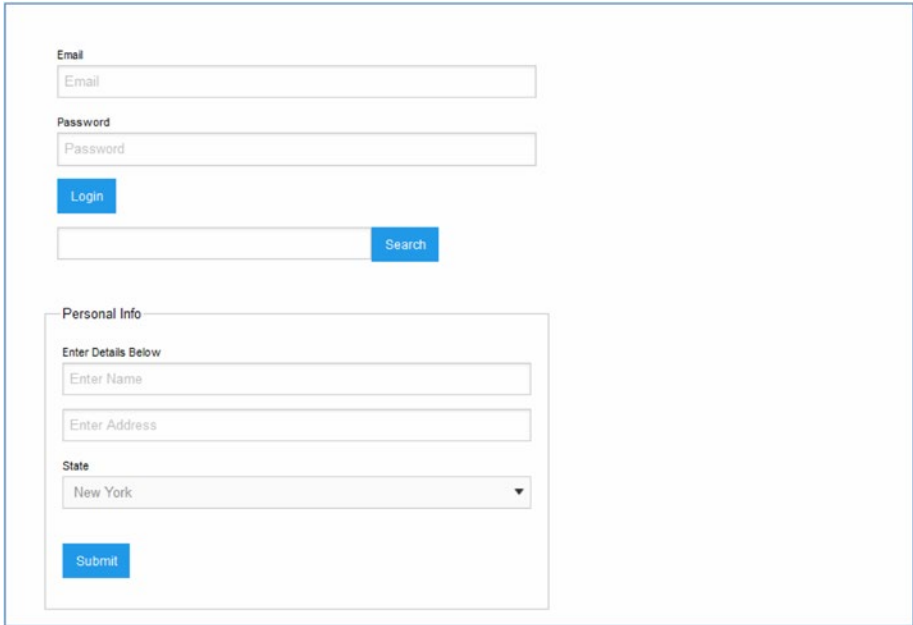 Email
Email
Password
Password
Login
Search
Personal Info
Enter Details Below
Enter Name
Enter Address
State
New York
Submit